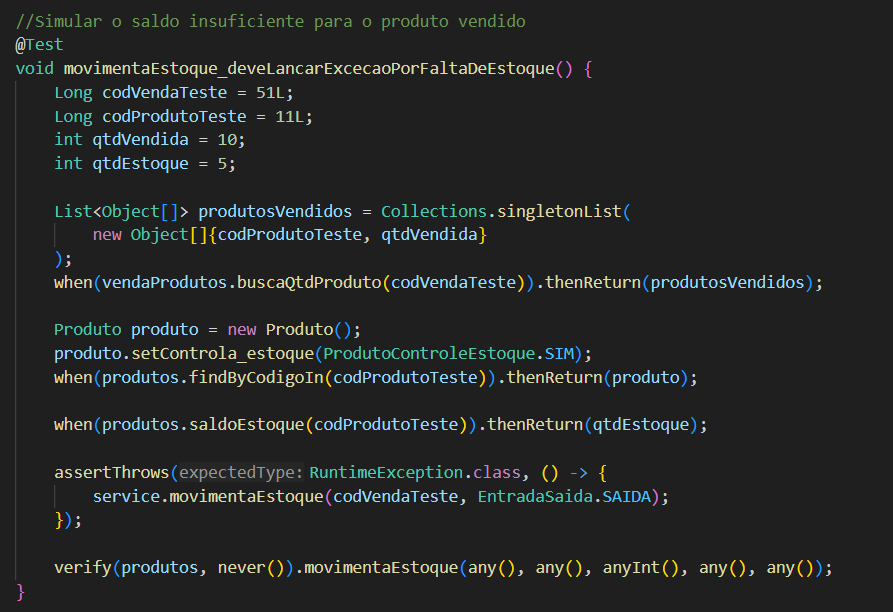 //Simular o saldo insuficiente para o produto vendido
@Test
void movimentaEstoque_deveLancarExcecaoPorFaltaDeEstoque() {
    Long codVendaTeste = 51L;
    Long codProdutoTeste = 11L;
    int qtdVendida = 10;
    int qtdEstoque = 5;

    List<Object[]> produtosVendidos = Collections.singletonList(
        new Object[]{codProdutoTeste, qtdVendida}
    );
    when(vendaProdutos.buscaQtdProduto(codVendaTeste)).thenReturn(produtosVendidos);

    Produto produto = new Produto();
    produto.setControla_estoque(ProdutoControleEstoque.SIM);
    when(produtos.findByCodigoIn(codProdutoTeste)).thenReturn(produto);

    when(produtos.saldoEstoque(codProdutoTeste)).thenReturn(qtdEstoque);

    assertThrows(expectedType: RuntimeException.class, () -> {
        service.movimentaEstoque(codVendaTeste, EntradaSaida.SAIDA);
    });

    verify(produtos, never()).movimentaEstoque(any(), any(), anyInt(), any(), any());
}